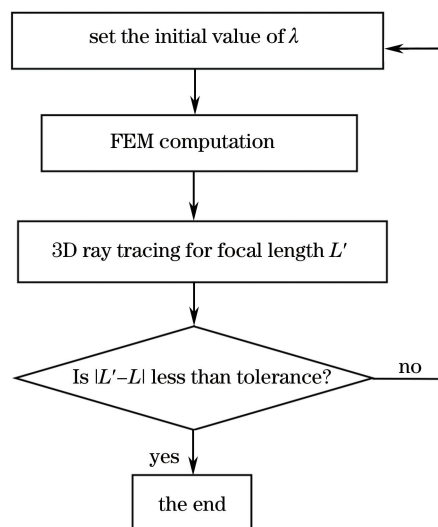 set the initial value of λ
FEM computation
3D ray tracing for focal length L′
Is |L′–L| less than tolerance?
no
yes
the end